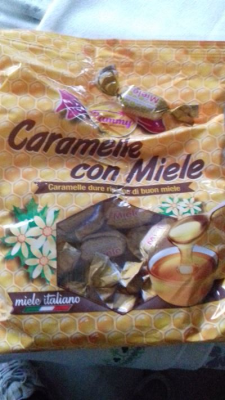 Caramelle
con Miele
Caramelle dure ripiene di buon miele
miele italiano